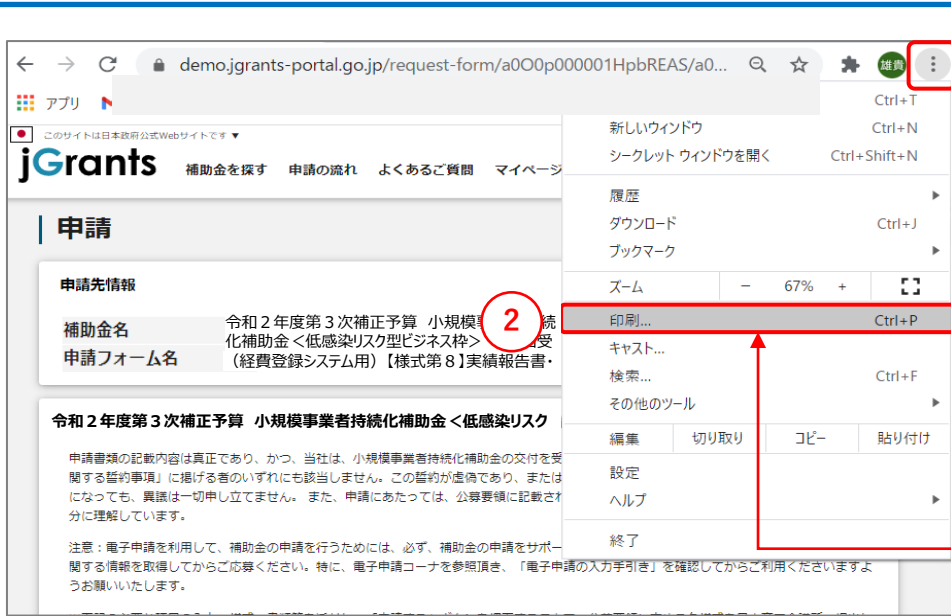 demo.jgrants-portal.go.jp/request-form/a0O0p000001HpbREAS/a0...
雄貴
アプリ
Ctrl+T
新しいウィンドウ Ctrl+N
シークレット ウィンドウを開く Ctrl+Shift+N
履歴
ダウンロード Ctrl+J
ブックマーク
ズーム － 67% +
印刷... Ctrl+P
キャスト...
検索... Ctrl+F
その他のツール
編集 切り取り コピー 貼り付け
設定
ヘルプ
終了
このサイトは日本政府公式Webサイトです ▼
jGrants 補助金を探す 申請の流れ よくあるご質問 マイページ
申請
申請先情報
補助金名 令和２年度第３次補正予算 小規模 続
化補助金＜低感染リスク型ビジネス枠＞ 受
申請フォーム名 （経費登録システム用）【様式第８】実績報告書・
2
令和２年度第３次補正予算 小規模事業者持続化補助金＜低感染リスク
申請書類の記載内容は真正であり、かつ、当社は、小規模事業者持続化補助金の交付を受
関する誓約事項」に掲げる者のいずれにも該当しません。この誓約が虚偽であり、または
になっても、異議は一切申し立てません。 また、申請にあたっては、公募要領に記載され
分に理解しています。
注意：電子申請を利用して、補助金の申請を行うためには、必ず、補助金の申請をサポー
関する情報を取得してからご応募ください。特に、電子申請コーナを参照頂き、「電子申請の入力手引き」を確認してからご利用くださいますよ
うお願いいたします。